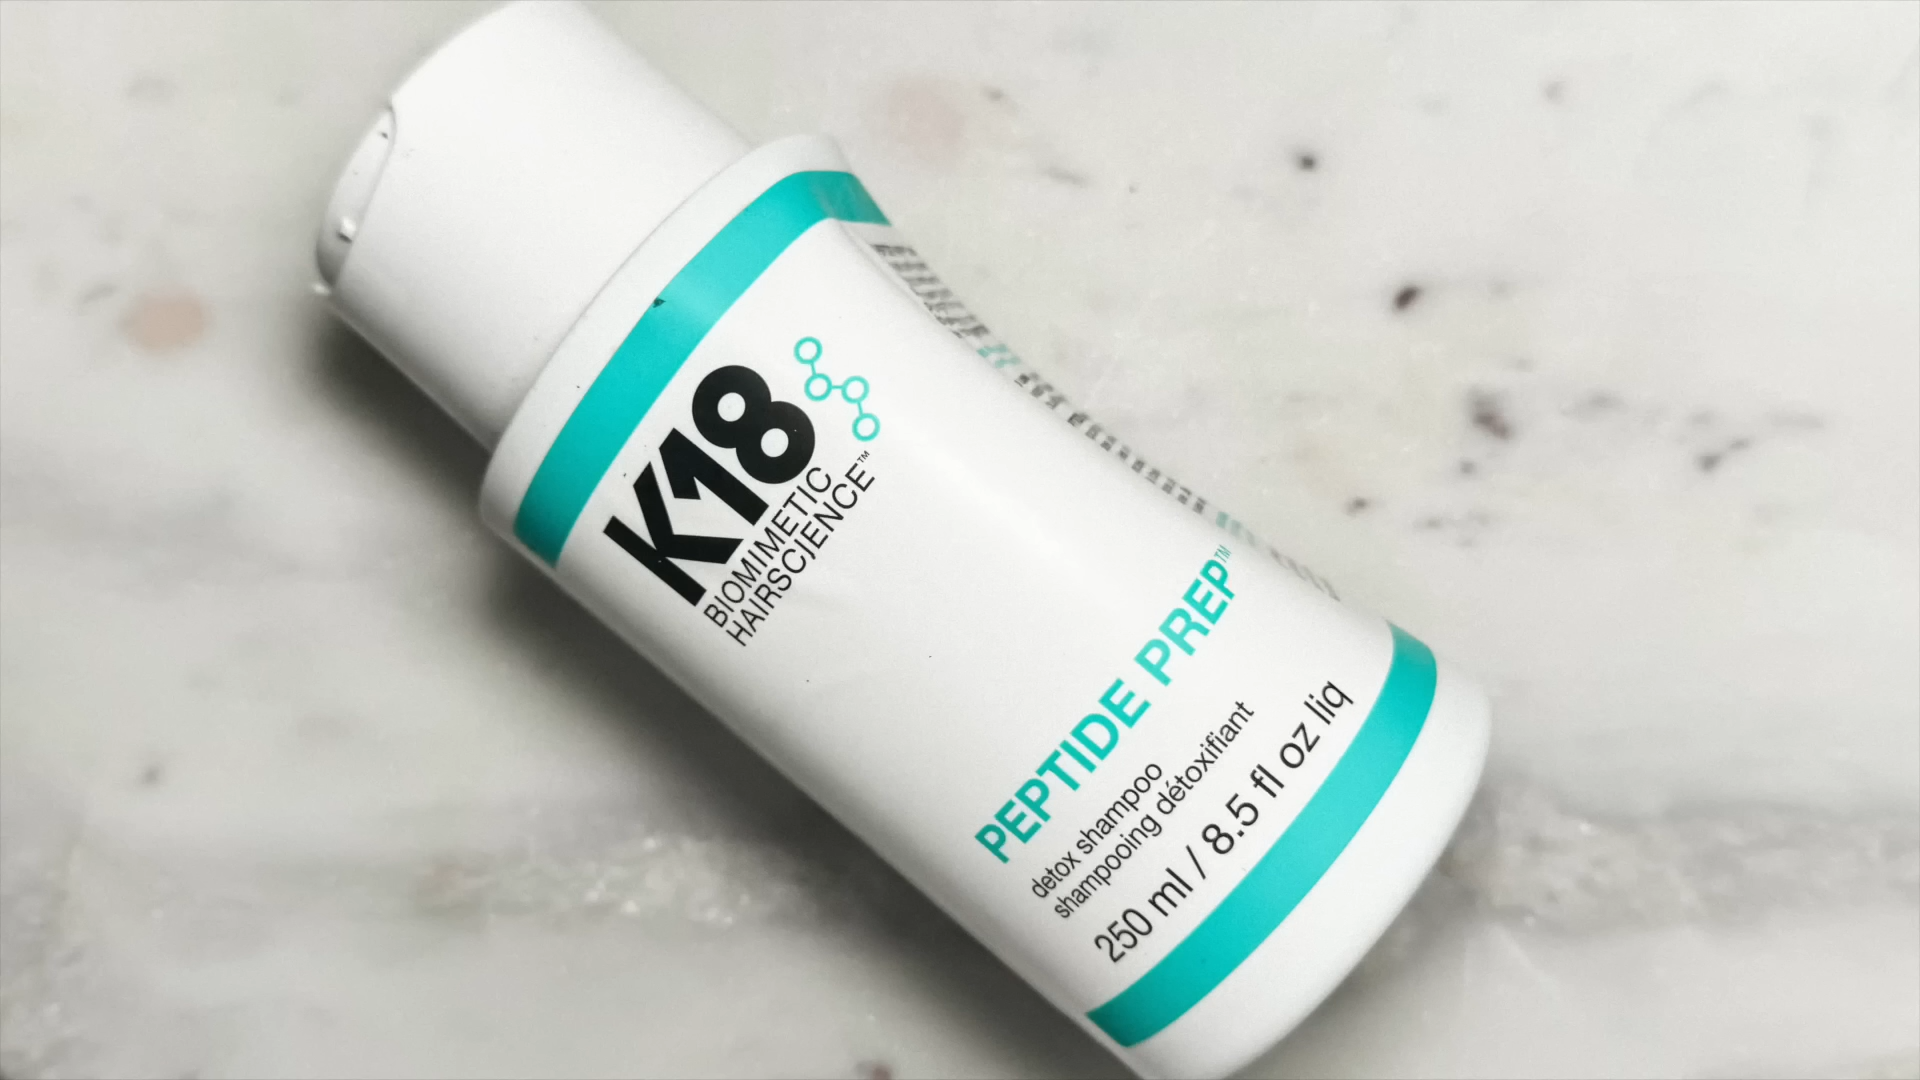 K18
BIOMIMETIC
HAIRSCIENCE™
PEPTIDE PREP™
detox shampoo
shampooing détoxifiant
250 ml / 8.5 fl oz liq